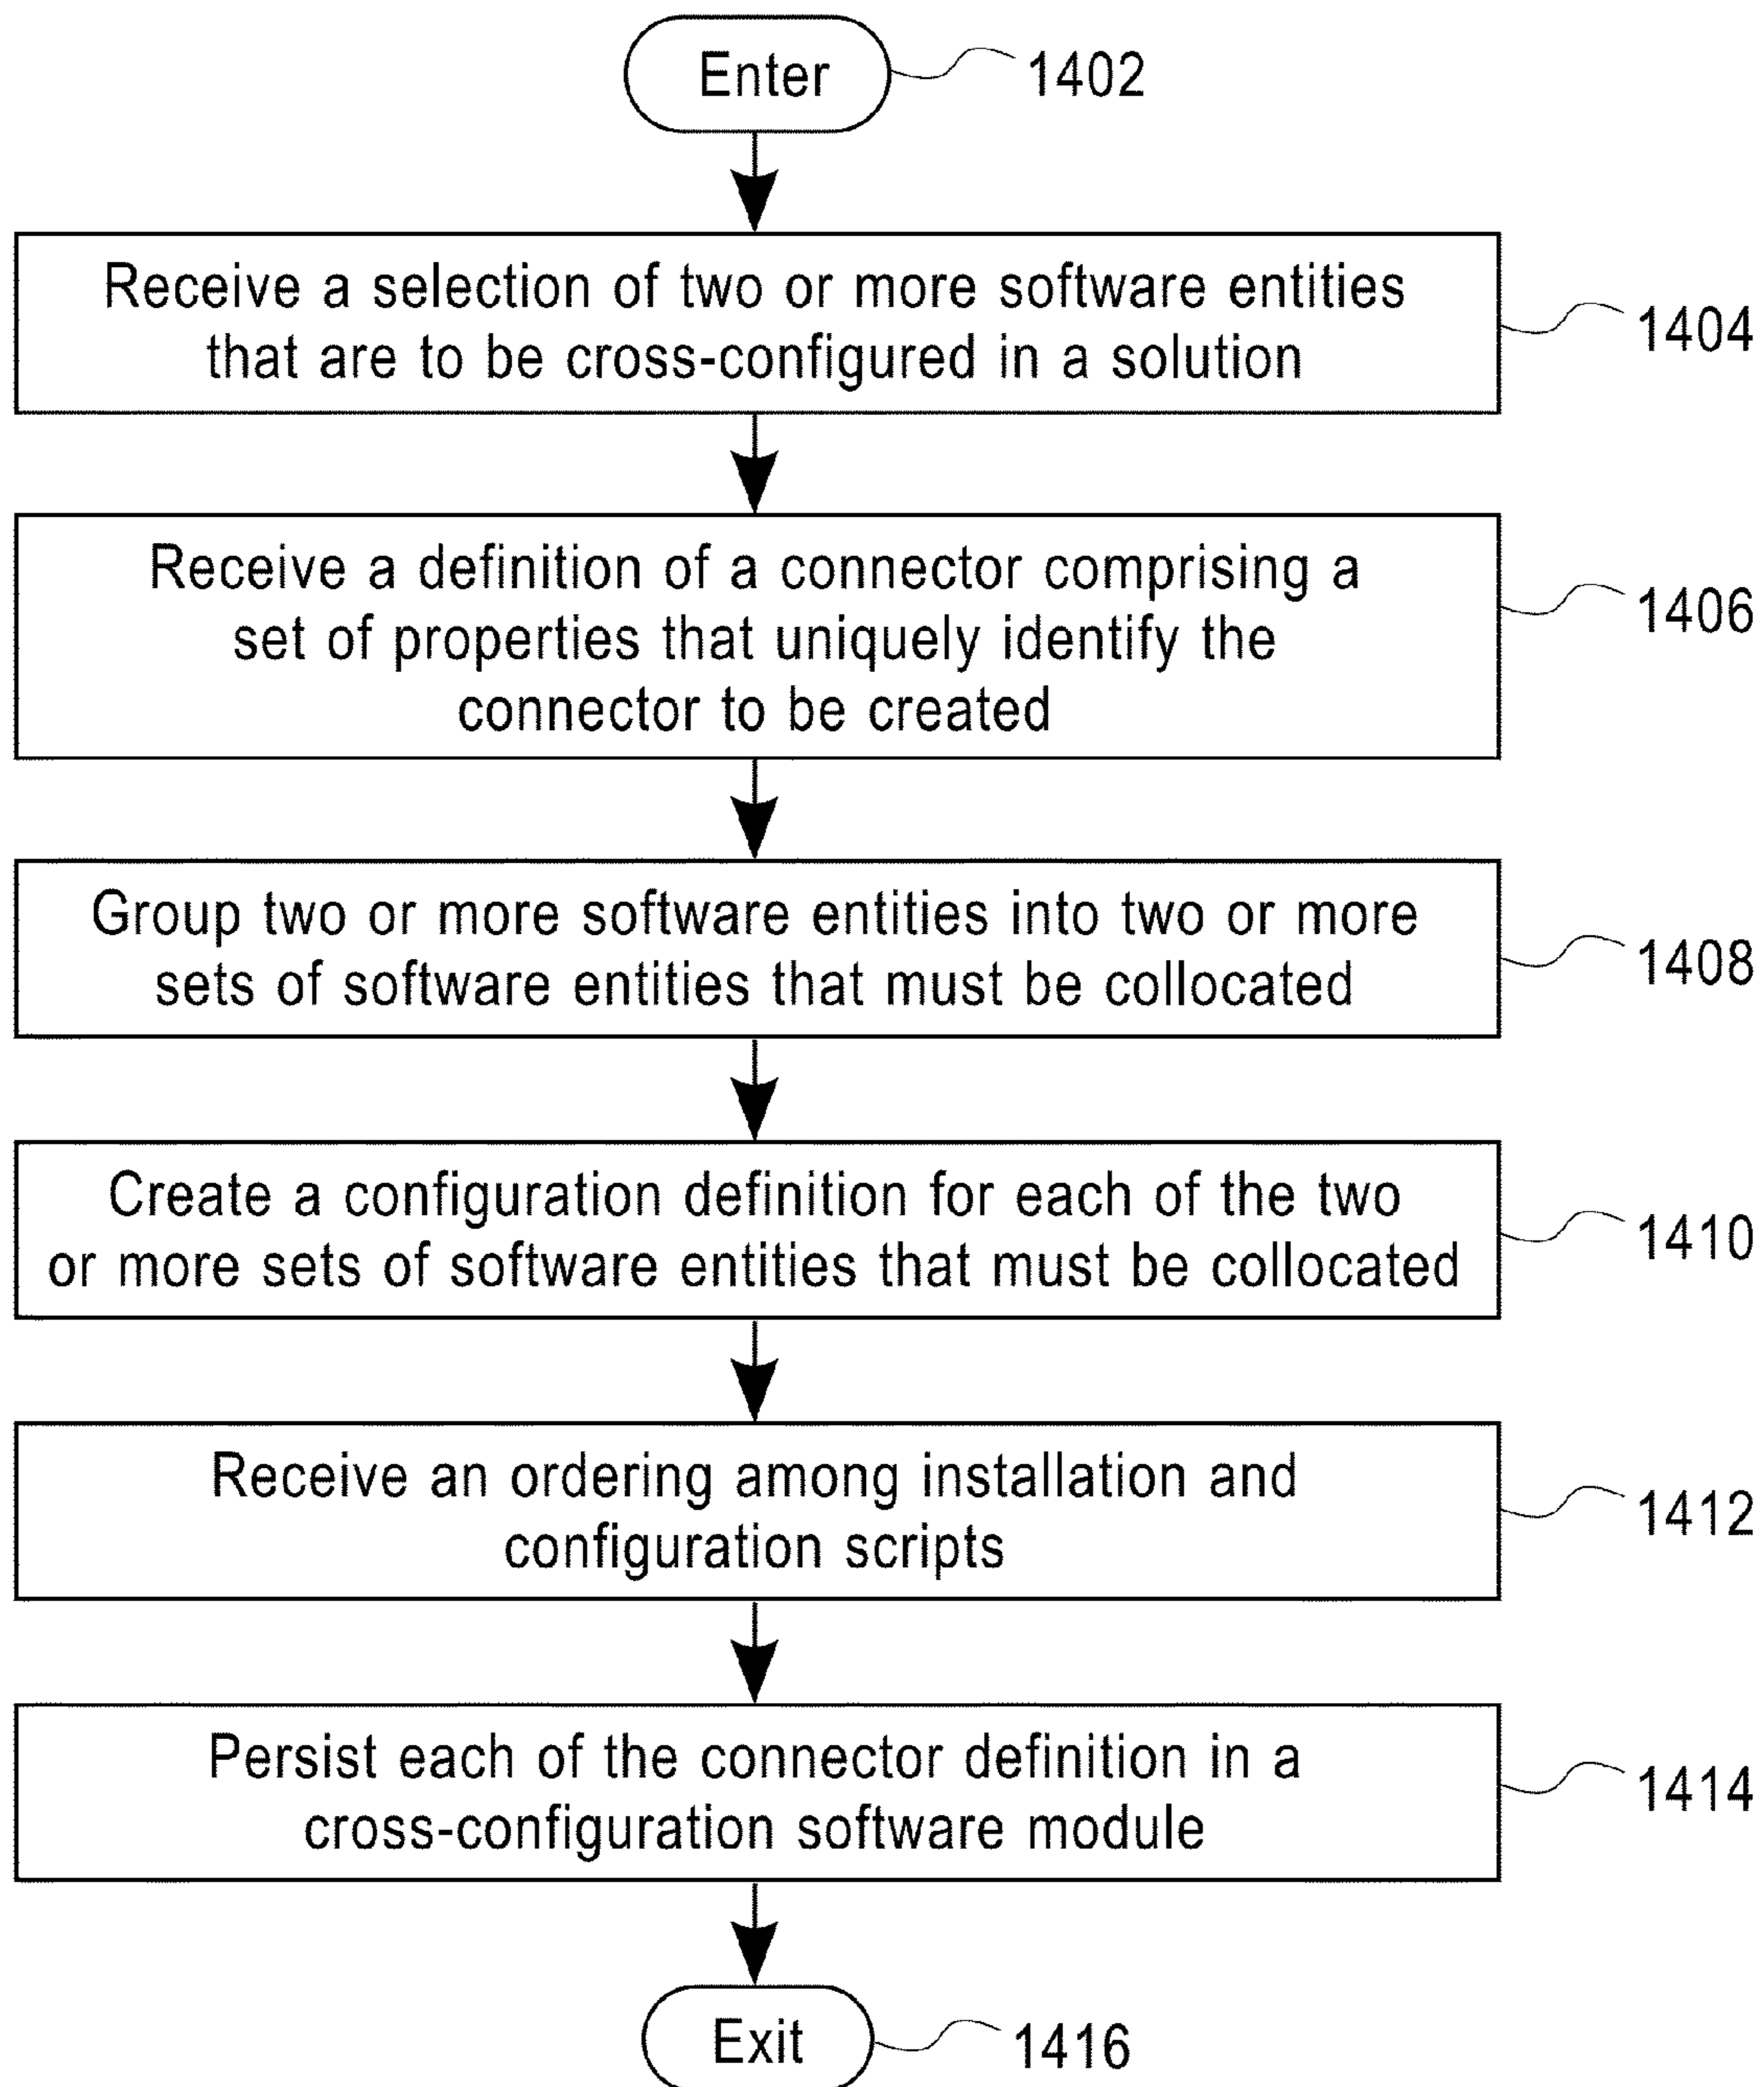 Enter
1402
Receive a selection of two or more software entities
that are to be cross-configured in a solution
1404
Receive a definition of a connector comprising a
set of properties that uniquely identify the
connector to be created
1406
Group two or more software entities into two or more
sets of software entities that must be collocated
1408
Create a configuration definition for each of the two
or more sets of software entities that must be collocated
1410
Receive an ordering among installation and
configuration scripts
1412
Persist each of the connector definition in a
cross-configuration software module
1414
Exit
1416